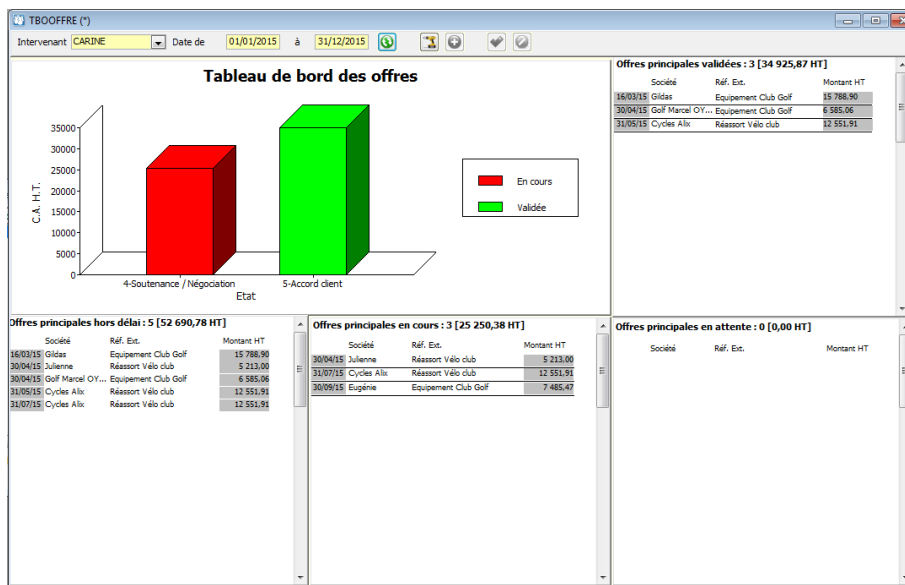 TBOOFFRE (*)
Intervenant CARINE Date de 01/01/2015 à 31/12/2015
Tableau de bord des offres
C.A. H.T.
35000
30000
25000
20000
15000
10000
5000
0
4-Soutenance / Négociation 5-Accord client
Etat
En cours
Validée
Offres principales validées : 3 [34 925,87 HT]
Société Réf. Ext. Montant HT
16/03/15 Gildas Equipement Club Golf 15 788,90
30/04/15 Golf Marcel OY... Equipement Club Golf 6 585,06
31/05/15 Cycles Alix Réassort Vélo club 12 551,91
Offres principales hors délai : 5 [52 690,78 HT]
Société Réf. Ext. Montant HT
16/03/15 Gildas Equipement Club Golf 15 788,90
30/04/15 Julienne Réassort Vélo club 5 213,00
30/04/15 Golf Marcel OY... Equipement Club Golf 6 585,06
31/05/15 Cycles Alix Réassort Vélo club 12 551,91
31/07/15 Cycles Alix Réassort Vélo club 12 551,91
Offres principales en cours : 3 [25 250,38 HT]
Société Réf. Ext. Montant HT
30/04/15 Julienne Réassort Vélo club 5 213,00
31/07/15 Cycles Alix Réassort Vélo club 12 551,91
30/09/15 Eugénie Equipement Club Golf 7 485,47
Offres principales en attente : 0 [0,00 HT]
Société Réf. Ext. Montant HT